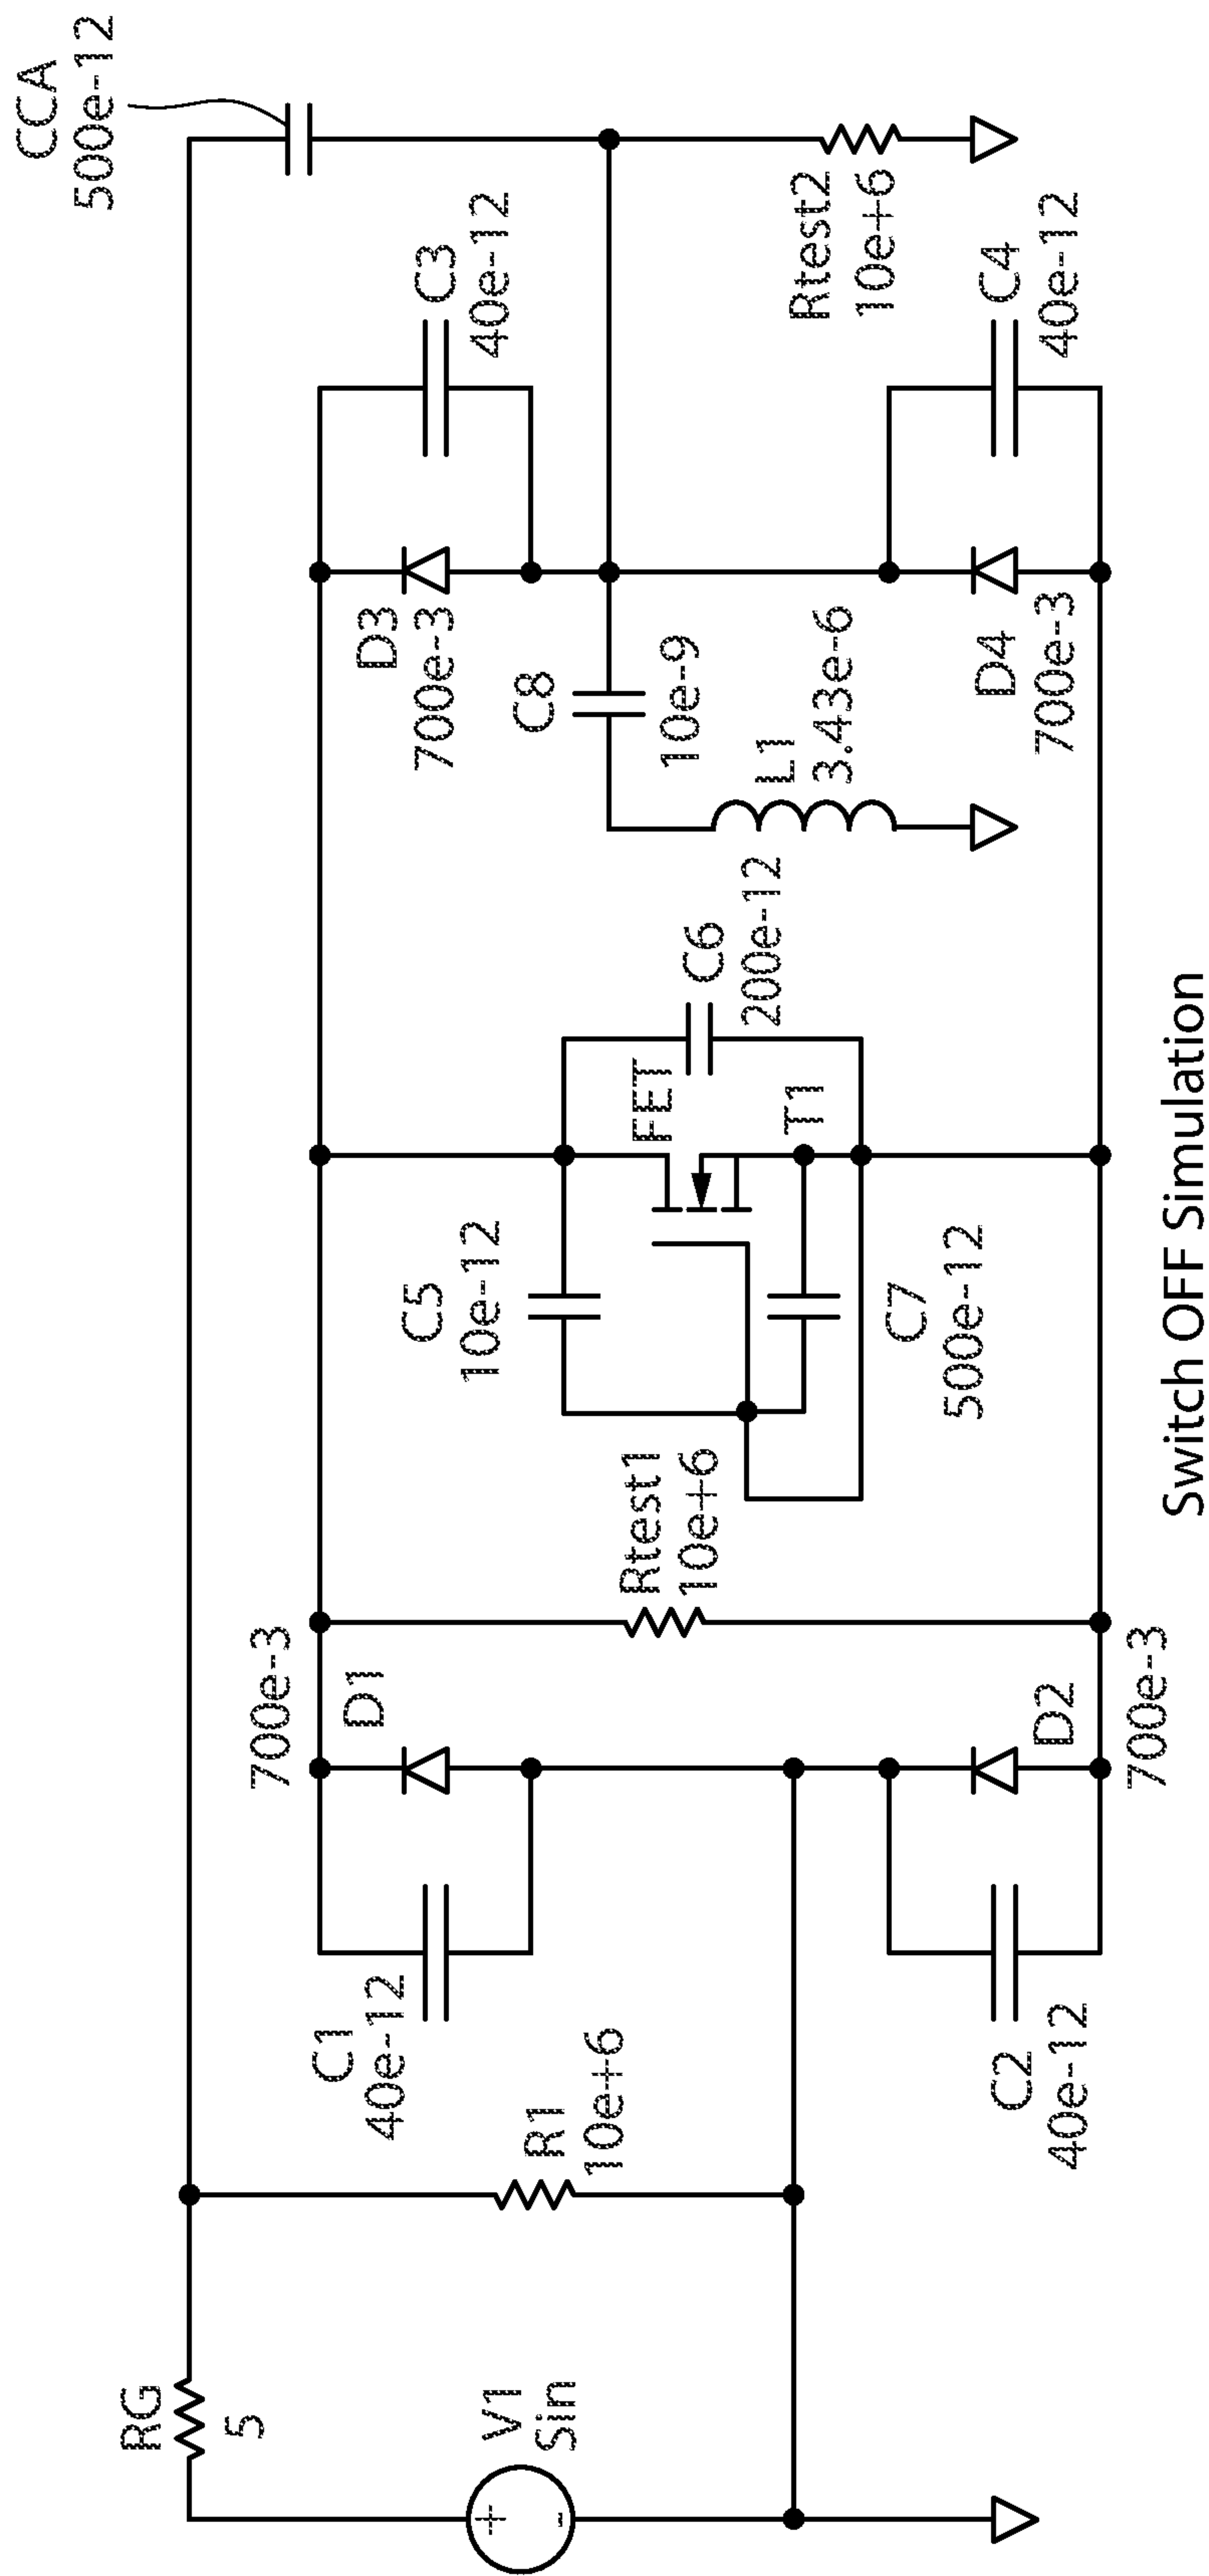 RG
5
V1
Sin
+
-
R1
10e+6
C1
40e-12
C2
40e-12
700e-3
D1
D2
700e-3
Rtest1
10e+6
C5
10e-12
C7
500e-12
FET
T1
C6
200e-12
L1
3.43e-6
C8
10e-9
D3
700e-3
D4
700e-3
C3
40e-12
C4
40e-12
Rtest2
10e+6
CCA
500e-12
Switch OFF Simulation